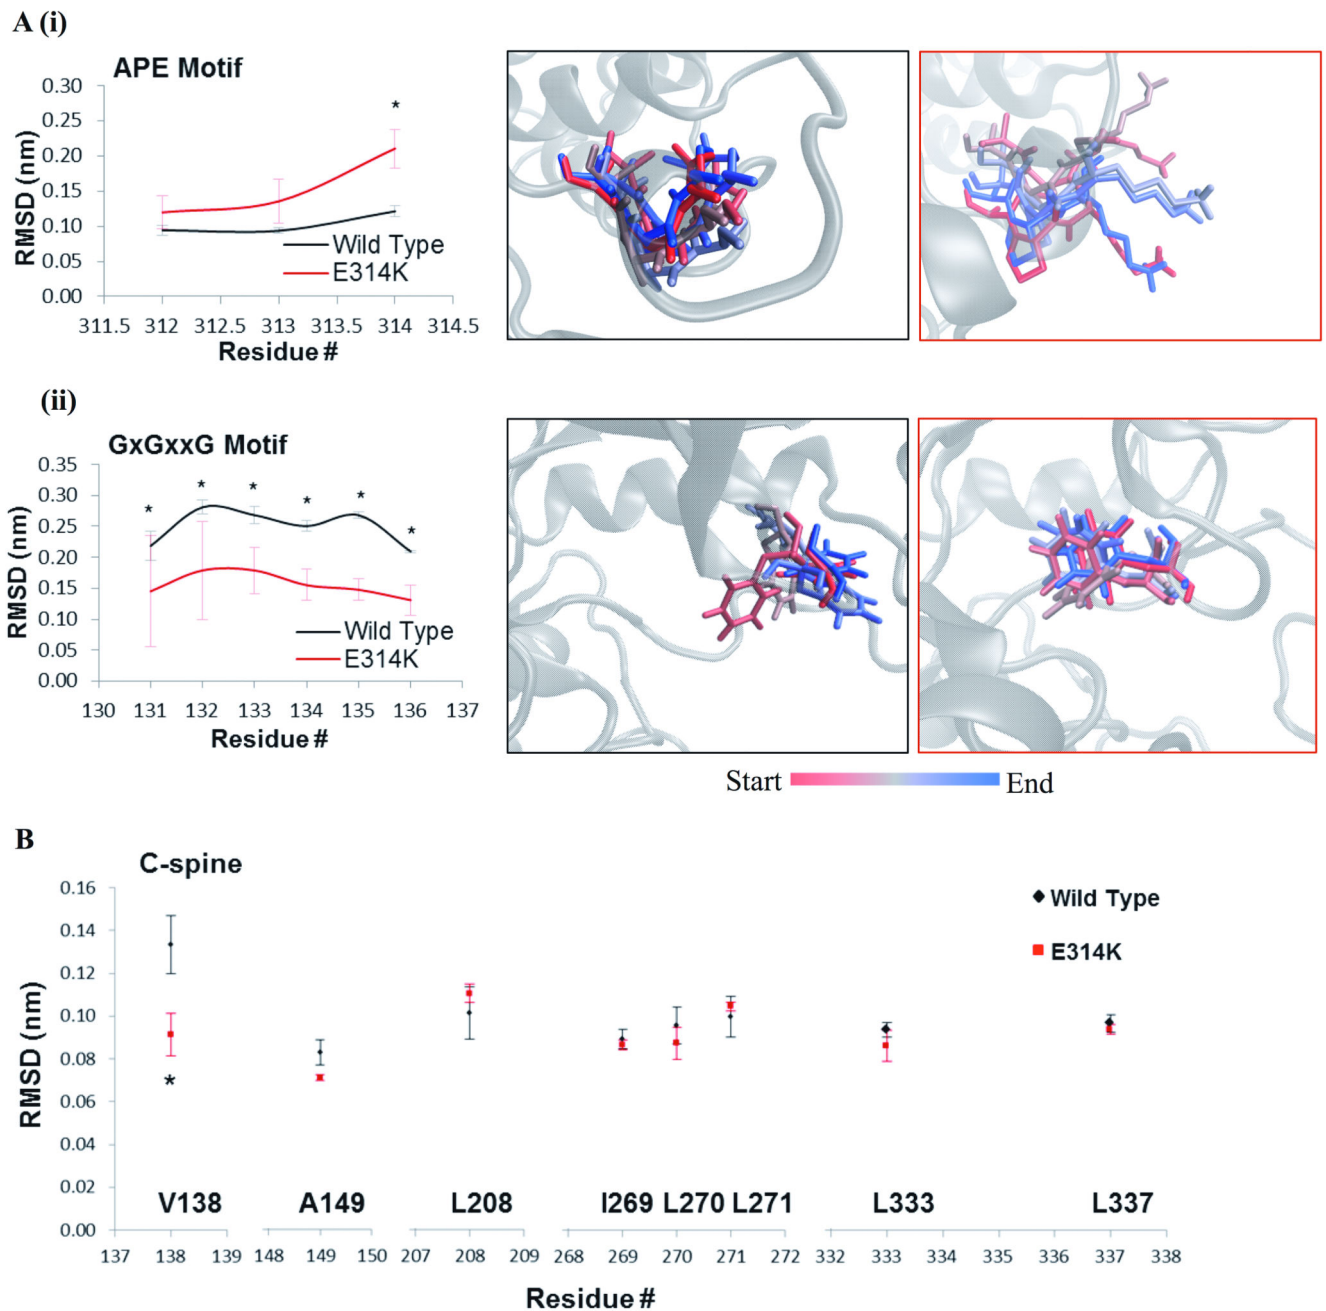 A (i)
APE Motif
RMSD (nm)
0.30
0.25
0.20
0.15
0.10
0.05
0.00
*
Wild Type
E314K
311.5 312 312.5 313 313.5 314 314.5
Residue #
(ii)
GxGxxG Motif
RMSD (nm)
0.35
0.30
0.25
0.20
0.15
0.10
0.05
0.00
* * * * * *
Wild Type
E314K
130 131 132 133 134 135 136 137
Residue #
Start End
B
C-spine
RMSD (nm)
0.16
0.14
0.12
0.10
0.08
0.06
0.04
0.02
0.00
Wild Type
E314K
*
V138 A149 L208 I269 L270 L271 L333 L337
137 138 139 148 149 150 207 208 209 268 269 270 271 272 332 333 334 335 336 337 338
Residue #